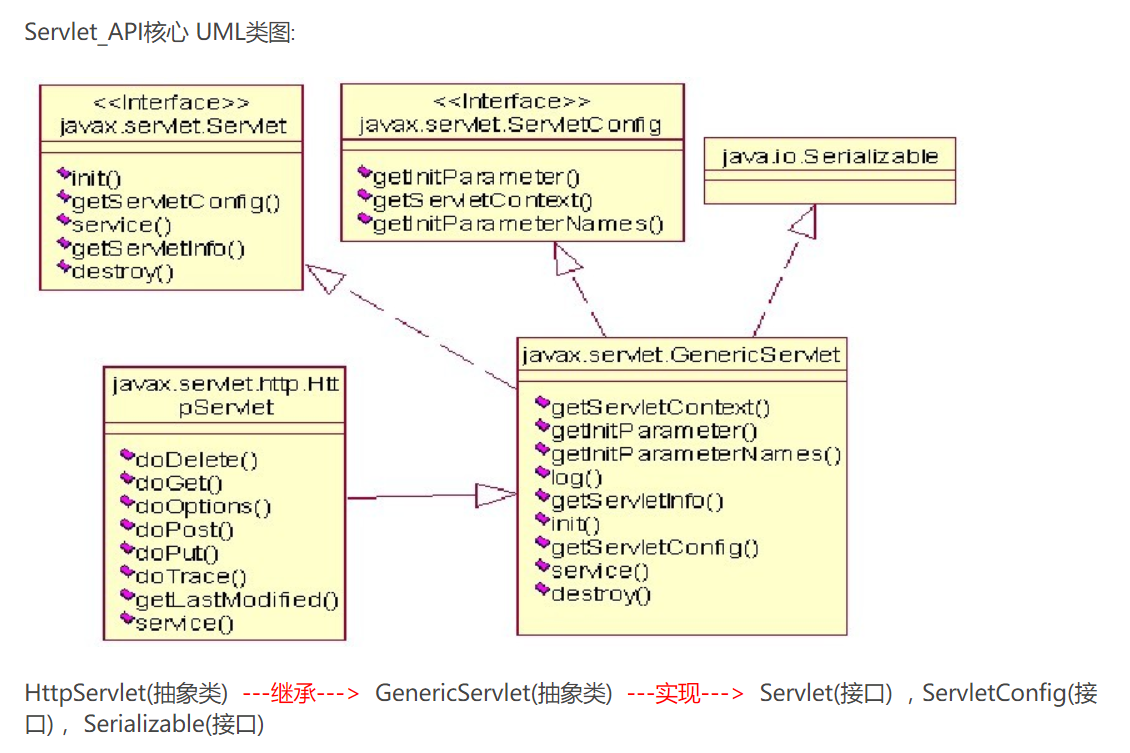 Servlet_API核心 UML类图:
<<Interface>>
javax.servlet.Servlet
init()
getServletConfig()
service()
getServletInfo()
destroy()
<<Interface>>
javax.servlet.ServletConfig
getInitParameter()
getServletContext()
getInitParameterNames()
java.io.Serializable
javax.servlet.http.Htt
pServlet
doDelete()
doGet()
doOptions()
doPost()
doPut()
doTrace()
getLastModified()
service()
javax.servlet.GenericServlet
getServletContext()
getInitParameter()
getInitParameterNames()
log()
getServletInfo()
init()
getServletConfig()
service()
destroy()
HttpServlet(抽象类) ---继承---> GenericServlet(抽象类) ---实现---> Servlet(接口) , ServletConfig(接
口) , Serializable(接口)